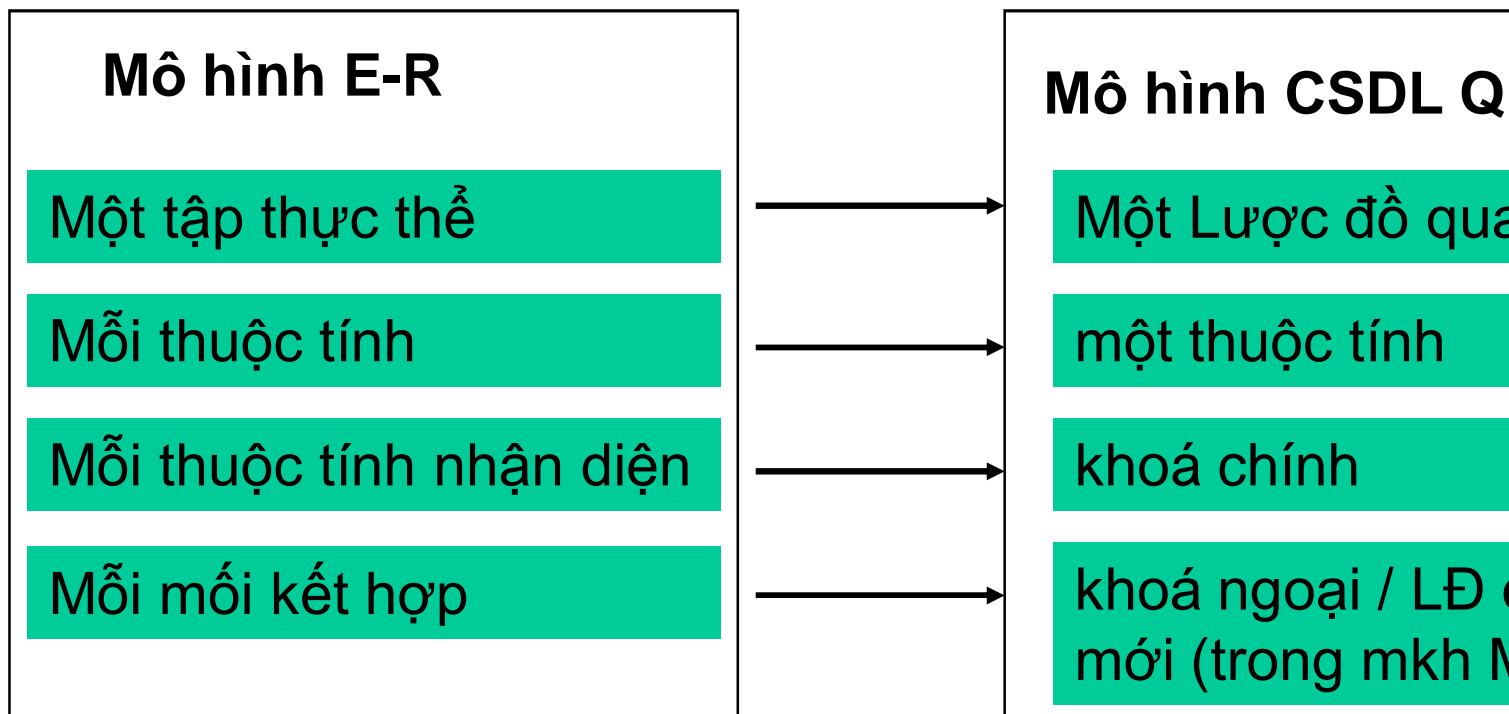 Mô hình E-R
Một tập thực thể
Mỗi thuộc tính
Mỗi thuộc tính nhận diện
Mỗi mối kết hợp
Mô hình CSDL Q
Một Lược đồ qua
một thuộc tính
khoá chính
khoá ngoại / LĐ
mới (trong mkh M